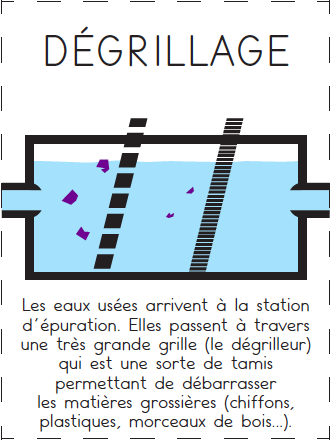 DÉGRILLAGE
Les eaux usées arrivent à la station
d´épuration. Elles passent à travers
une très grande grille (le dégrilleur)
qui est une sorte de tamis
permettant de débarrasser
les matières grossières (chiffons,
plastiques, morceaux de bois...).